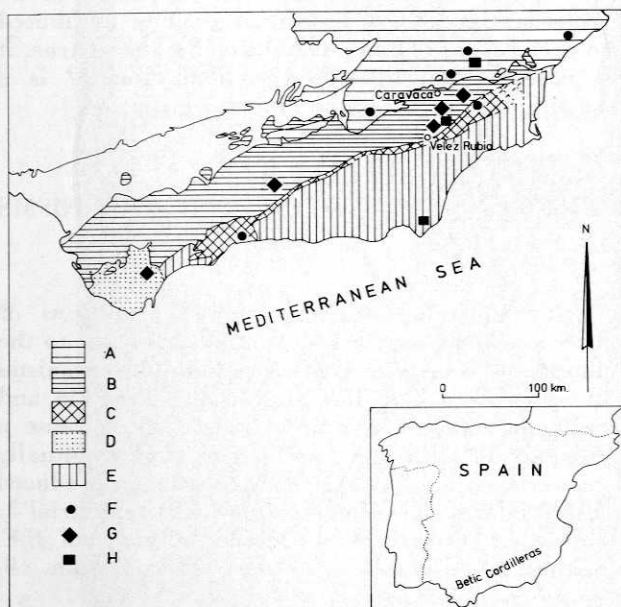 Caravaca
Velez Rubio
MEDITERRANEAN SEA
N
A
B
C
D
E
F
G
H
0 100 km.
SPAIN
Betic Cordilleras